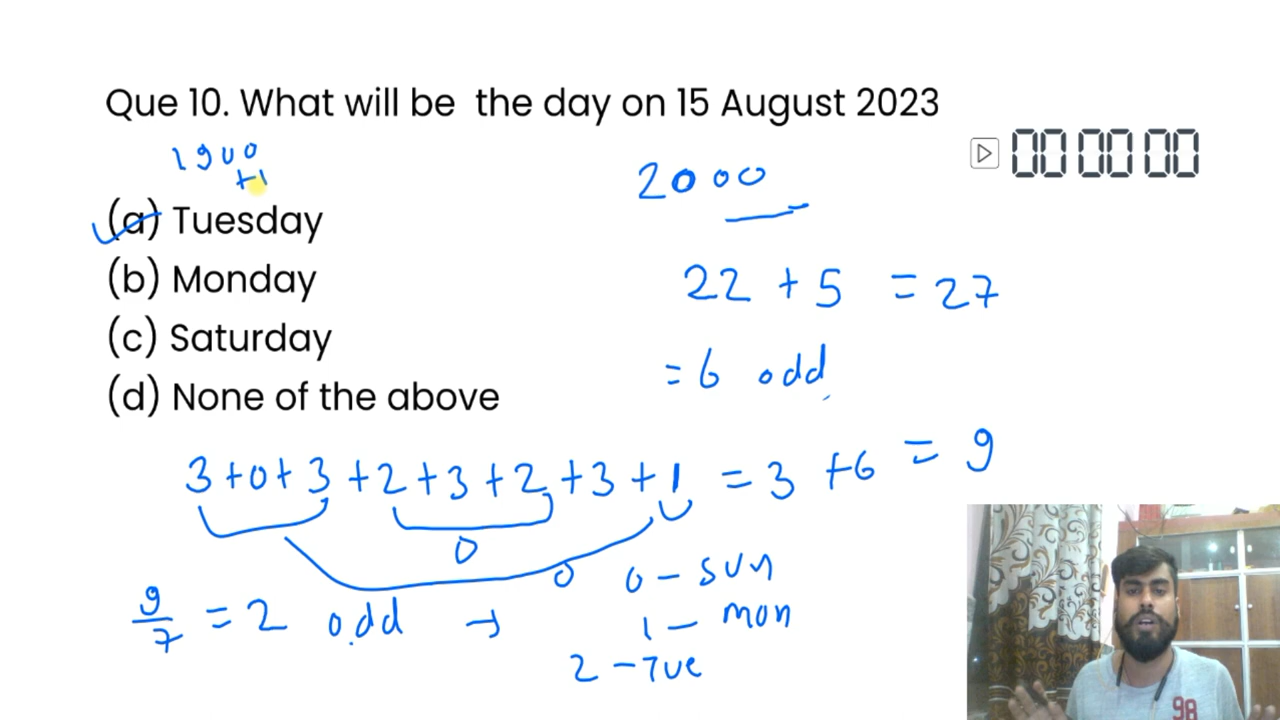 Que 10. What will be the day on 15 August 2023
00 00 00
1900
+1
2000
(a) Tuesday
(b) Monday
(c) Saturday
(d) None of the above
22 + 5 = 27
= 6 odd
3+0+3+2+3+2+3+1 = 3 +6 = 9
0
0
9/7 = 2 odd →
0 - sun
1 - mon
2 - Tue
98